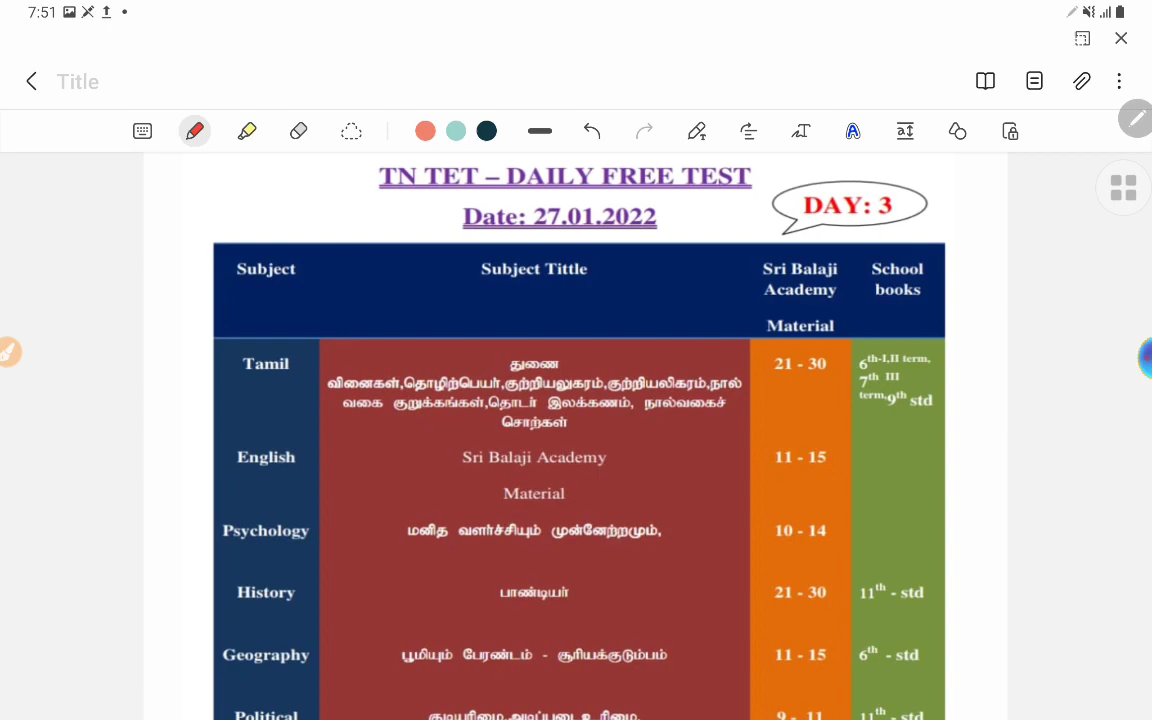 7:51
Title
TN TET – DAILY FREE TEST
Date: 27.01.2022
DAY: 3
Subject
Subject Tittle
Sri Balaji Academy
Material
School books
Tamil
துணை
வினைகள்,தொழிற்பெயர்,குற்றியலுகரம்,குற்றியலிகரம்,நால்
வகை குறுக்கங்கள்,தொடர் இலக்கணம், நால்வகைச்
சொற்கள்
21 - 30
6th-I,II term,
7th III
term,9th std
English
Sri Balaji Academy
Material
11 - 15
Psychology
மனித வளர்ச்சியும் முன்னேற்றமும்,
10 - 14
History
பாண்டியர்
21 - 30
11th - std
Geography
பூமியும் பேரண்டம் - சூரியக்குடும்பம்
11 - 15
6th - std
Political
குடியுரிமை,அடிப்படை உரிமை,
9 - 11
11th - std